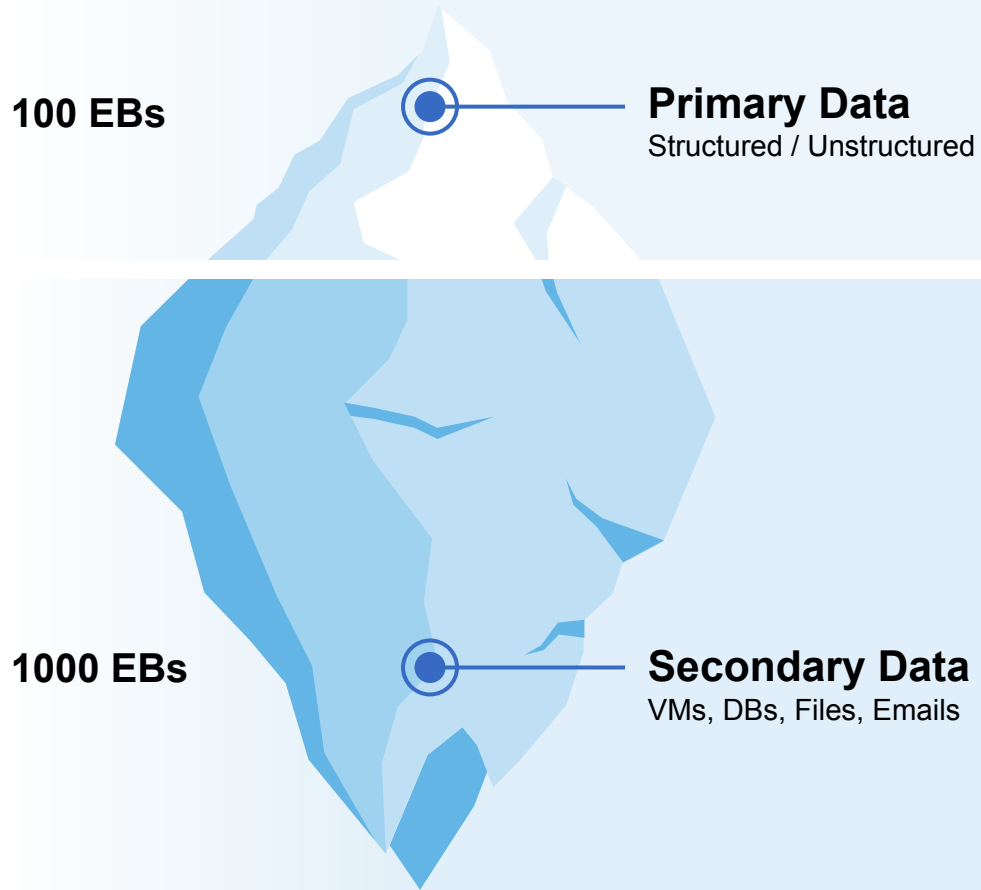 100 EBs
Primary Data
Structured / Unstructured
1000 EBs
Secondary Data
VMs, DBs, Files, Emails